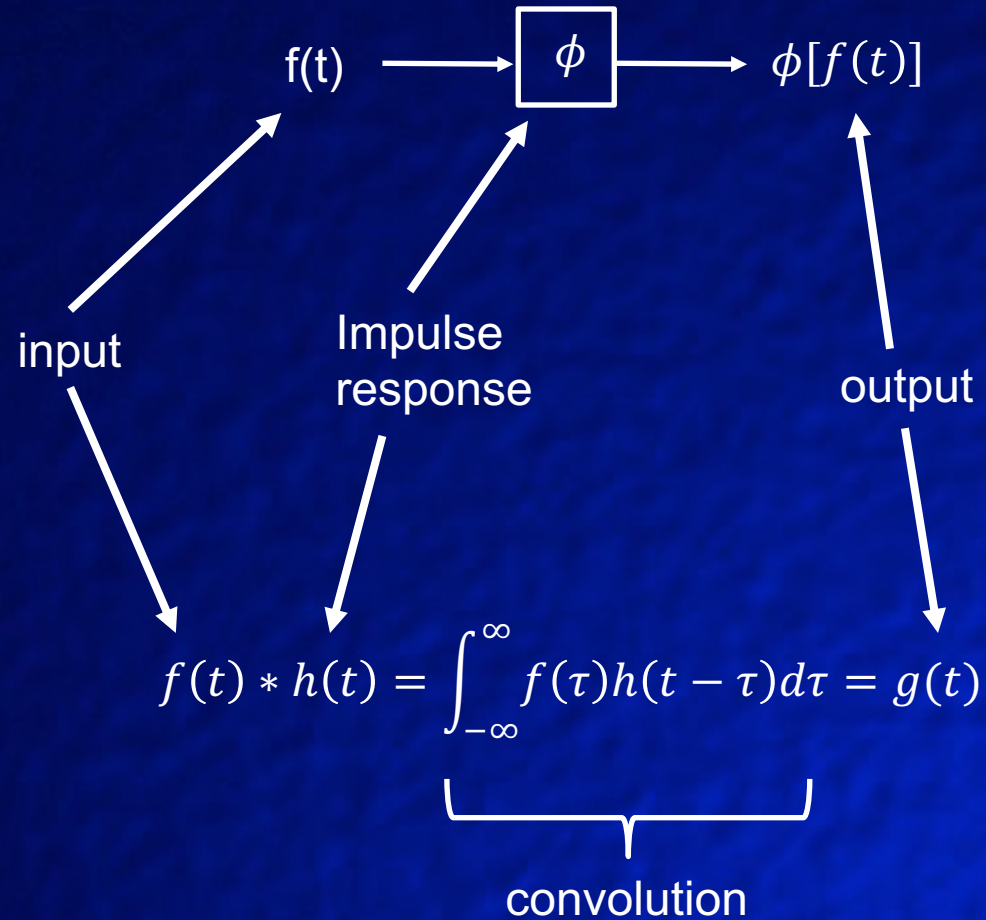 f(t) ϕ ϕ[f(t)]
input
Impulse
response
output
f(t) ∗ h(t) = ∫_{−∞}^{∞} f(τ)h(t − τ)dτ = g(t)
convolution